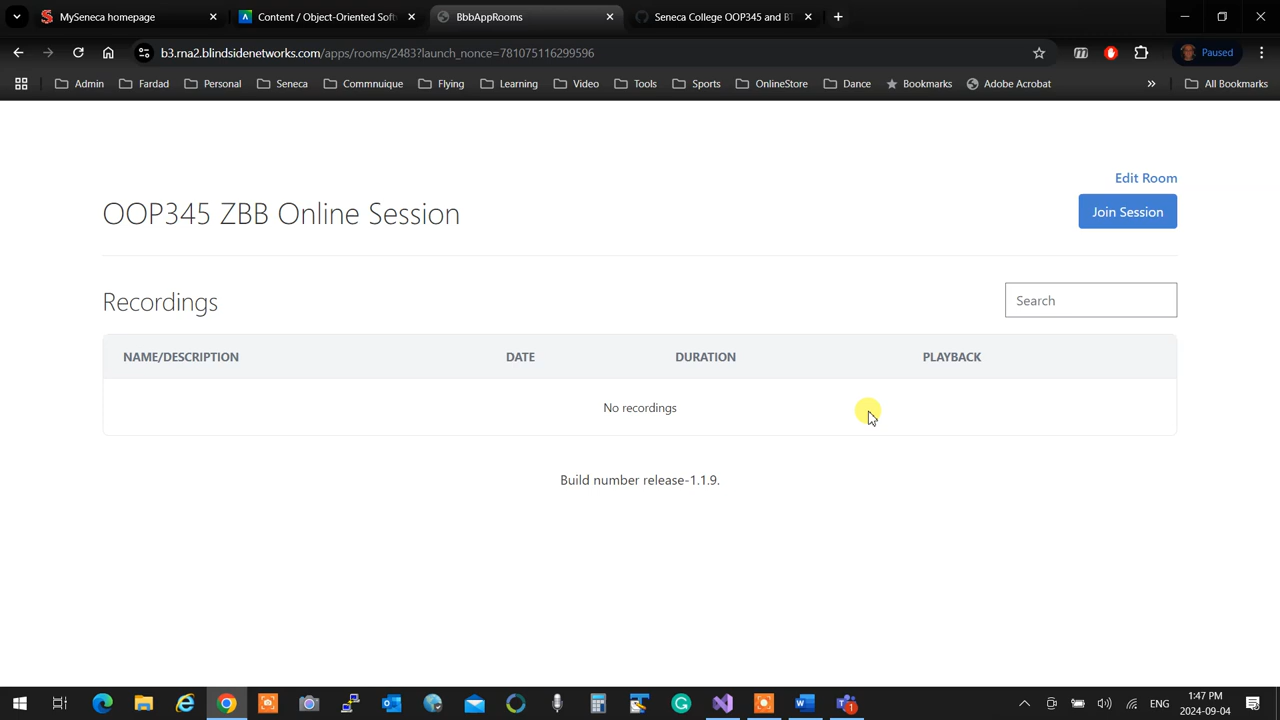 MySeneca homepage
Content / Object-Oriented Soft
BbbAppRooms
Seneca College OOP345 and BT
b3.rna2.blindsidenetworks.com/apps/rooms/2483?launch_nonce=781075116299596
Paused
Admin
Fardad
Personal
Seneca
Commnuique
Flying
Learning
Video
Tools
Sports
OnlineStore
Dance
Bookmarks
Adobe Acrobat
»
All Bookmarks
Edit Room
OOP345 ZBB Online Session
Join Session
Recordings
Search
NAME/DESCRIPTION DATE DURATION PLAYBACK
No recordings
Build number release-1.1.9.
ENG
1:47 PM
2024-09-04